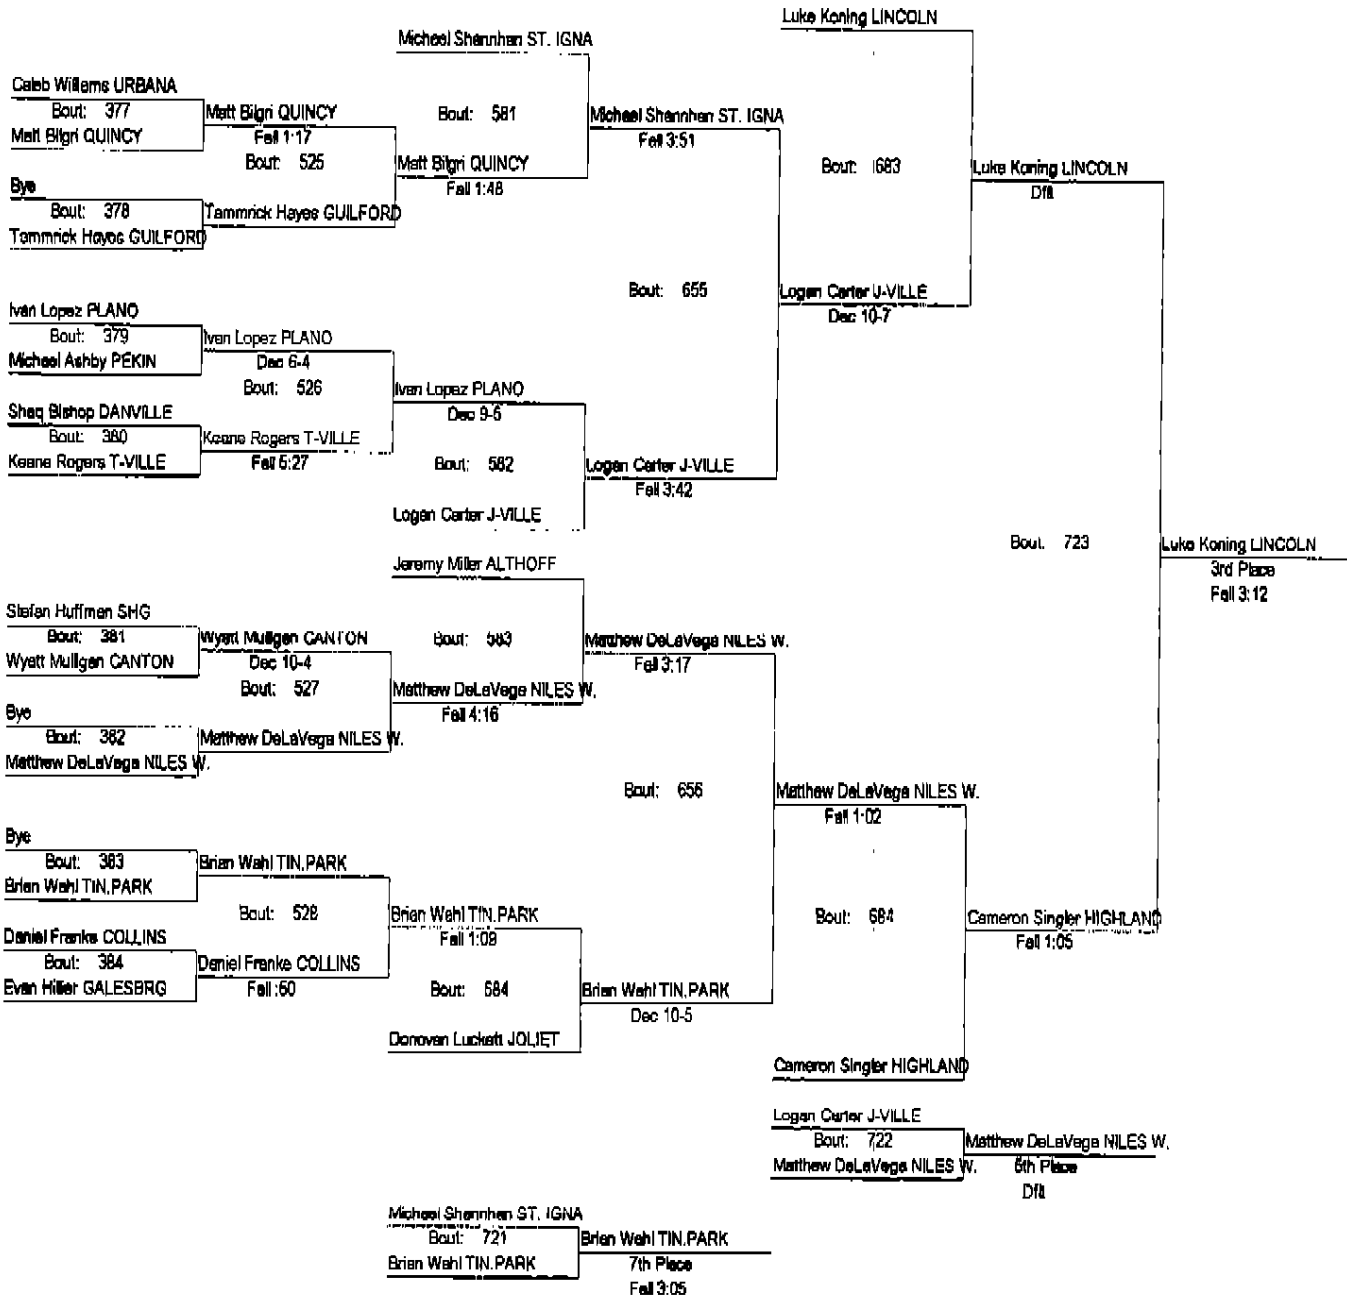 Luke Koning LINCOLN
Michael Shannhan ST. IGNA
Caleb Willems URBANA
Bout: 377
Matt Bilgri QUINCY
Matt Bilgri QUINCY
Fall 1:17
Bout: 525
Bout: 581
Michael Shannhan ST. IGNA
Fall 3:51
Matt Bilgri QUINCY
Fall 1:48
Bout: 683
Luke Koning LINCOLN
Dflt
Bye
Bout: 378
Tammrick Hayes GUILFORD
Tammrick Hayes GUILFORD
Bout: 655
Logan Carter J-VILLE
Dec 10-7
Ivan Lopez PLANO
Bout: 379
Michael Ashby PEKIN
Ivan Lopez PLANO
Dec 6-4
Bout: 526
Ivan Lopez PLANO
Dec 9-5
Shaq Bishop DANVILLE
Bout: 380
Keane Rogers T-VILLE
Keane Rogers T-VILLE
Fall 5:27
Bout: 582
Logan Carter J-VILLE
Fall 3:42
Logan Carter J-VILLE
Bout: 723
Luke Koning LINCOLN
3rd Place
Fall 3:12
Jeremy Miller ALTHOFF
Stefan Huffman SHG
Bout: 381
Wyatt Mulligan CANTON
Wyatt Mulligan CANTON
Dec 10-4
Bout: 527
Bout: 583
Matthew DeLaVega NILES W.
Fall 3:17
Matthew DeLaVega NILES W.
Fall 4:16
Bye
Bout: 382
Matthew DeLaVega NILES W.
Matthew DeLaVega NILES W.
Bout: 656
Matthew DeLaVega NILES W.
Fall 1:02
Bye
Bout: 383
Brian Wahl TIN.PARK
Brian Wahl TIN.PARK
Bout: 528
Brian Wahl TIN.PARK
Fall 1:09
Bout: 684
Cameron Singler HIGHLAND
Fall 1:05
Daniel Franke COLLINS
Bout: 384
Evan Hillier GALESBRG
Daniel Franke COLLINS
Fall :50
Bout: 584
Brian Wahl TIN.PARK
Dec 10-5
Donovan Luckett JOLIET
Cameron Singler HIGHLAND
Logan Carter J-VILLE
Bout: 722
Matthew DeLaVega NILES W.
Matthew DeLaVega NILES W.
5th Place
Dflt
Michael Shannhan ST. IGNA
Bout: 721
Brian Wahl TIN.PARK
Brian Wahl TIN.PARK
7th Place
Fall 3:05